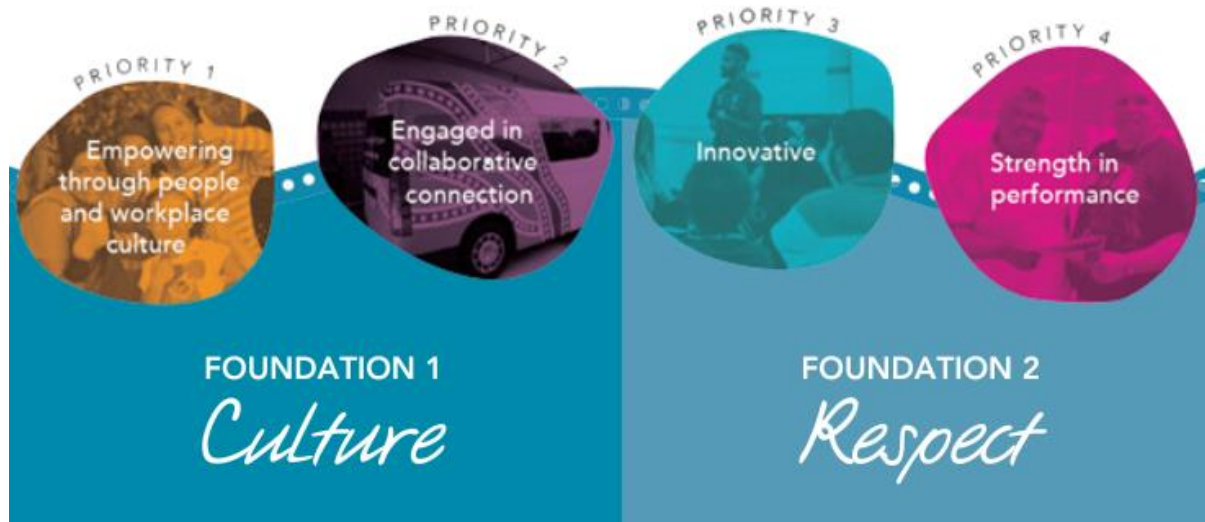 PRIORITY 1
Empowering
through people
and workplace
culture
PRIORITY 2
Engaged in
collaborative
connection
PRIORITY 3
Innovative
PRIORITY 4
Strength in
performance
FOUNDATION 1
Culture
FOUNDATION 2
Respect